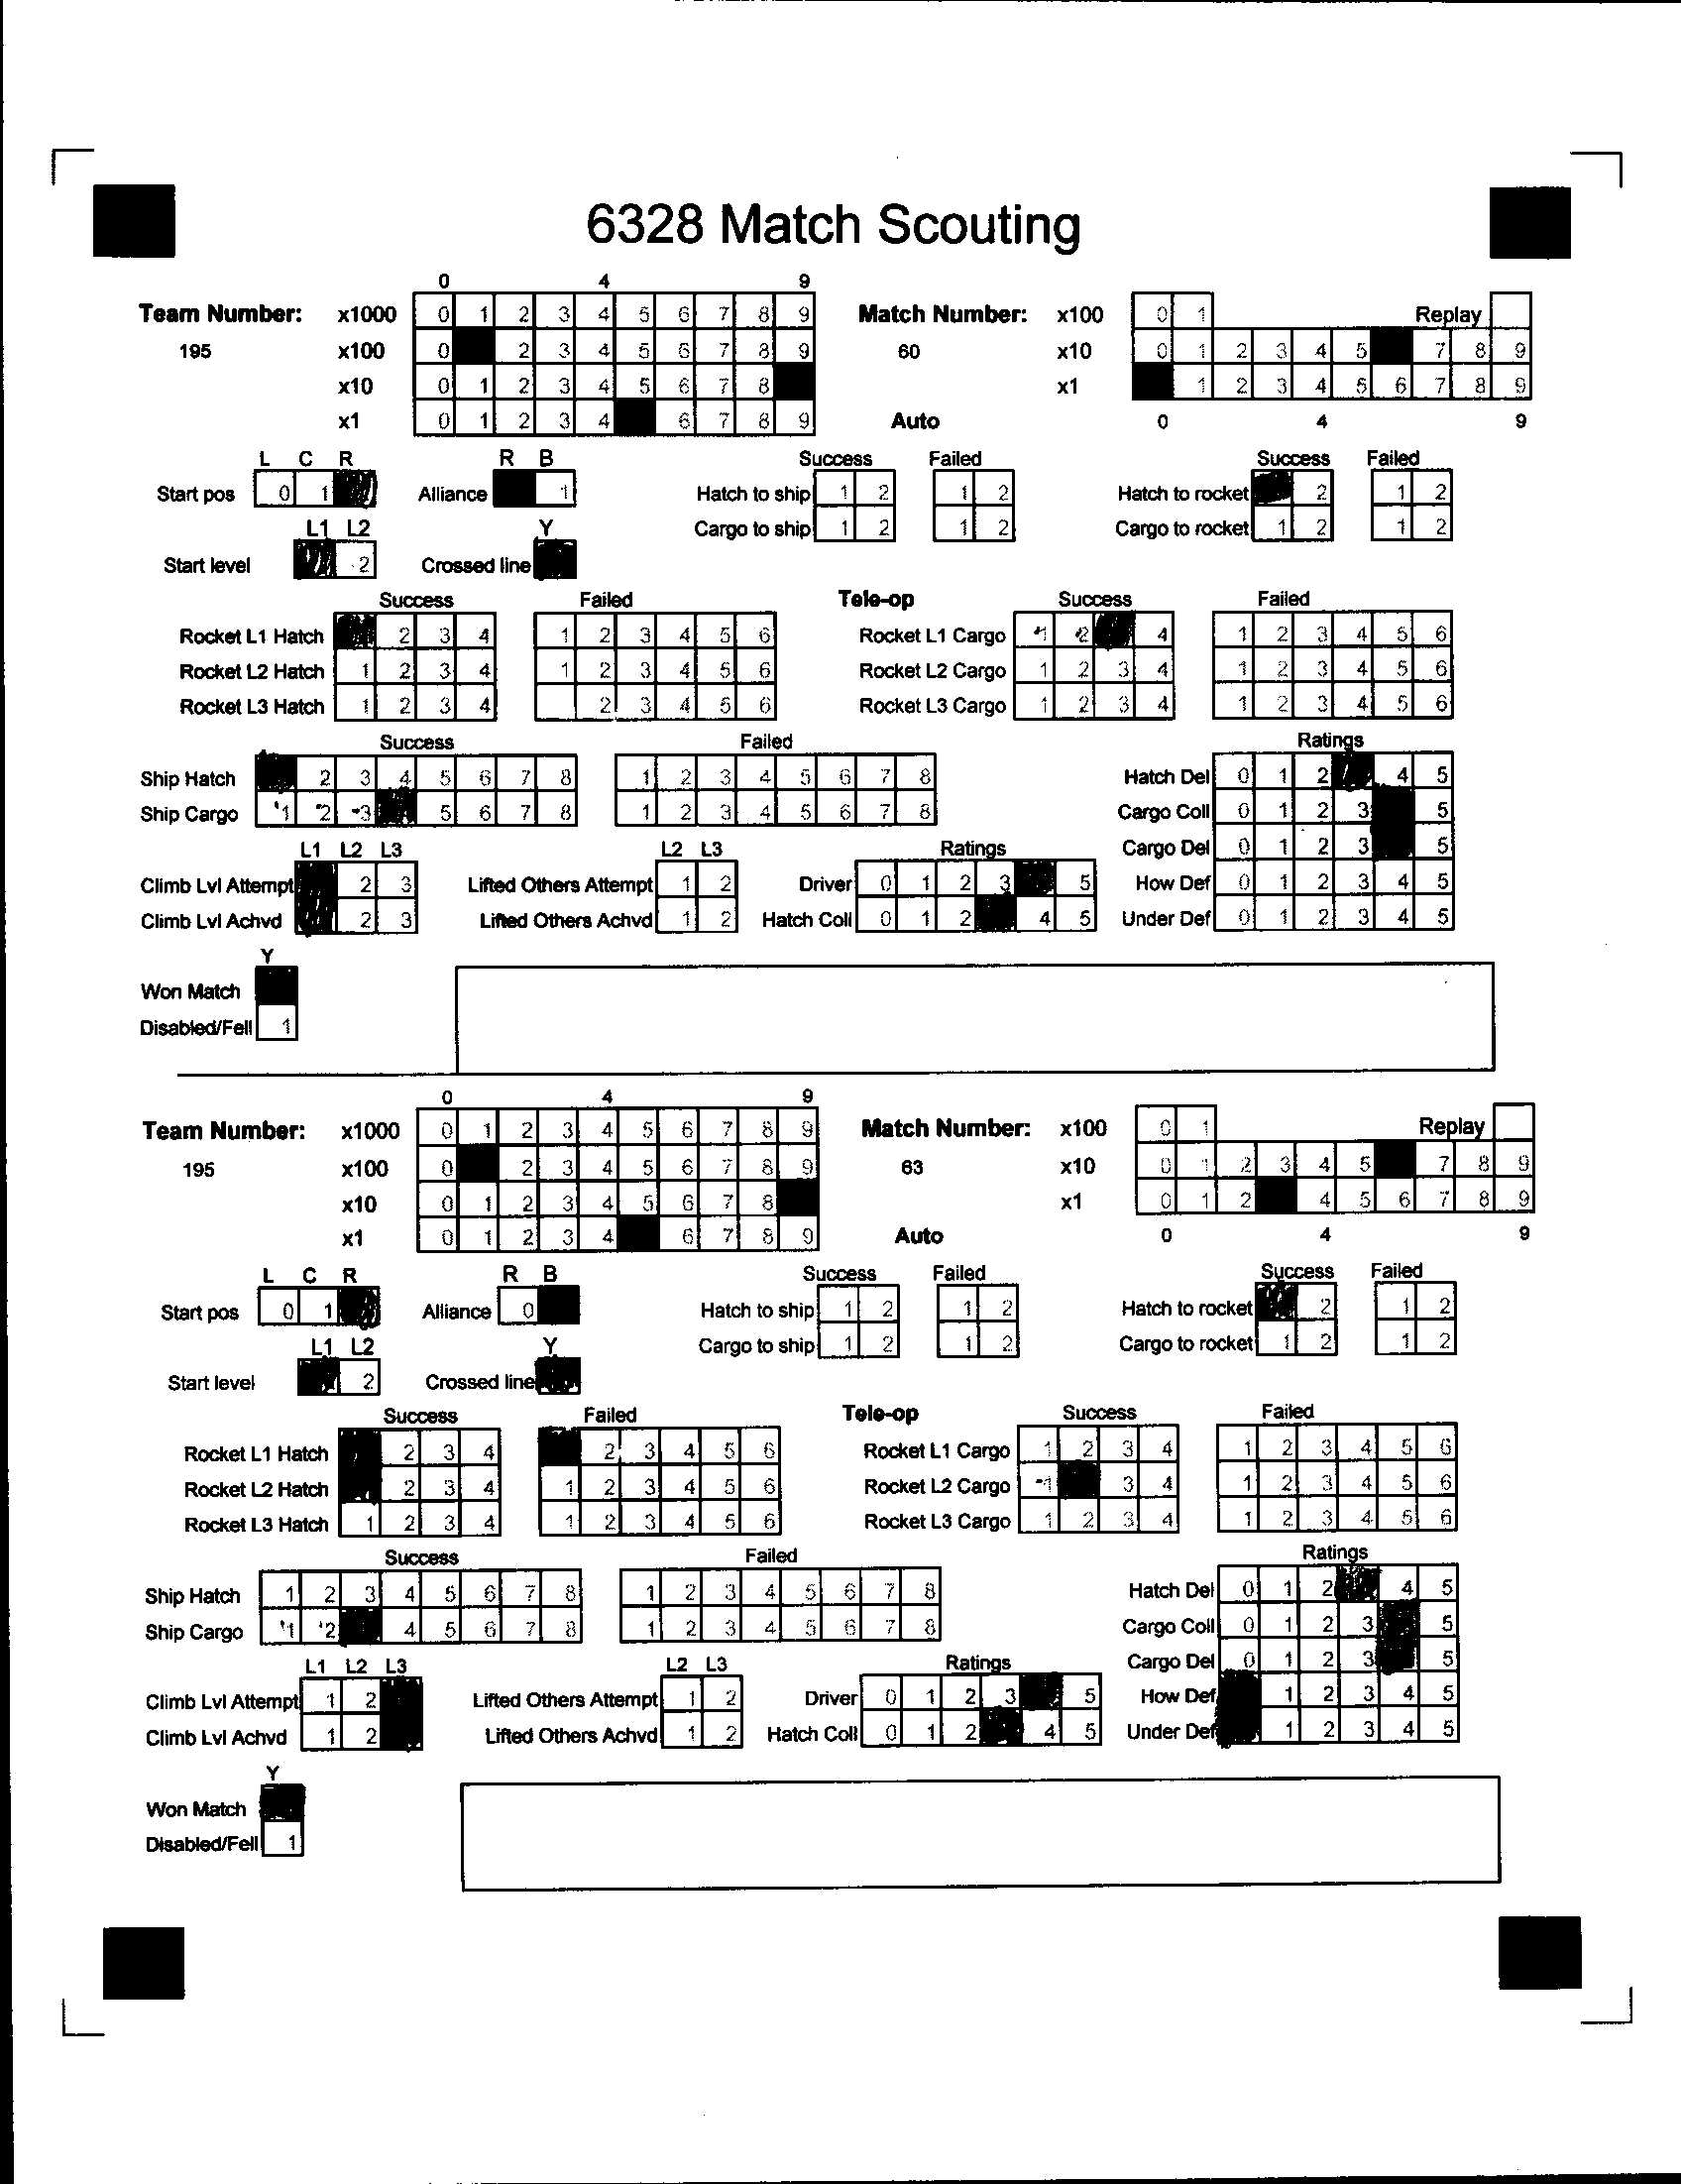 6328 Match Scouting
0 4 9
Team Number: x1000 0 1 2 3 4 5 6 7 8 9 Match Number: x100 0 1 Replay
195 x100 0 2 3 4 5 6 7 8 9 60 x10 0 1 2 3 4 5 7 8 9
x10 0 1 2 3 4 5 6 7 8 x1 1 2 3 4 5 6 7 8 9
x1 0 1 2 3 4 6 7 8 9 Auto 0 4 9
L C R R B Success Failed Success Failed
Start pos 0 1 Alliance 1 Hatch to ship 1 2 1 2 Hatch to rocket 2 1 2
L1 L2 Y Cargo to ship 1 2 1 2 Cargo to rocket 1 2 1 2
Start level 2 Crossed line
Success Failed Tele-op Success Failed
Rocket L1 Hatch 2 3 4 1 2 3 4 5 6 Rocket L1 Cargo 1 2 4 1 2 3 4 5 6
Rocket L2 Hatch 1 2 3 4 1 2 3 4 5 6 Rocket L2 Cargo 1 2 3 4 1 2 3 4 5 6
Rocket L3 Hatch 1 2 3 4 2 3 4 5 6 Rocket L3 Cargo 1 2 3 4 1 2 3 4 5 6
Success Failed Ratings
Ship Hatch 2 3 4 5 6 7 8 1 2 3 4 5 6 7 8 Hatch Del 0 1 2 4 5
Ship Cargo 1 2 3 5 6 7 8 1 2 3 4 5 6 7 8 Cargo Coll 0 1 2 3 5
L1 L2 L3 L2 L3 Ratings Cargo Del 0 1 2 3 5
Climb Lvl Attempt 2 3 Lifted Others Attempt 1 2 Driver 0 1 2 3 5 How Def 0 1 2 3 4 5
Climb Lvl Achvd 2 3 Lifted Others Achvd 1 2 Hatch Coll 0 1 2 4 5 Under Def 0 1 2 3 4 5
Y
Won Match
Disabled/Fell 1
0 4 9
Team Number: x1000 0 1 2 3 4 5 6 7 8 9 Match Number: x100 0 1 Replay
195 x100 0 2 3 4 5 6 7 8 9 63 x10 0 1 2 3 4 5 7 8 9
x10 0 1 2 3 4 5 6 7 8 x1 0 1 2 4 5 6 7 8 9
x1 0 1 2 3 4 6 7 8 9 Auto 0 4 9
L C R R B Success Failed Success Failed
Start pos 0 1 Alliance 0 Hatch to ship 1 2 1 2 Hatch to rocket 2 1 2
L1 L2 Y Cargo to ship 1 2 1 2 Cargo to rocket 1 2 1 2
Start level 2 Crossed line
Success Failed Tele-op Success Failed
Rocket L1 Hatch 2 3 4 2 3 4 5 6 Rocket L1 Cargo 1 2 3 4 1 2 3 4 5 6
Rocket L2 Hatch 2 3 4 1 2 3 4 5 6 Rocket L2 Cargo 1 3 4 1 2 3 4 5 6
Rocket L3 Hatch 1 2 3 4 1 2 3 4 5 6 Rocket L3 Cargo 1 2 3 4 1 2 3 4 5 6
Success Failed Ratings
Ship Hatch 1 2 3 4 5 6 7 8 1 2 3 4 5 6 7 8 Hatch Del 0 1 2 4 5
Ship Cargo 1 2 4 5 6 7 8 1 2 3 4 5 6 7 8 Cargo Coll 0 1 2 3 5
L1 L2 L3 L2 L3 Ratings Cargo Del 0 1 2 3 5
Climb Lvl Attempt 1 2 Lifted Others Attempt 1 2 Driver 0 1 2 3 5 How Def 1 2 3 4 5
Climb Lvl Achvd 1 2 Lifted Others Achvd 1 2 Hatch Coll 0 1 2 4 5 Under Def 1 2 3 4 5
Y
Won Match
Disabled/Fell 1